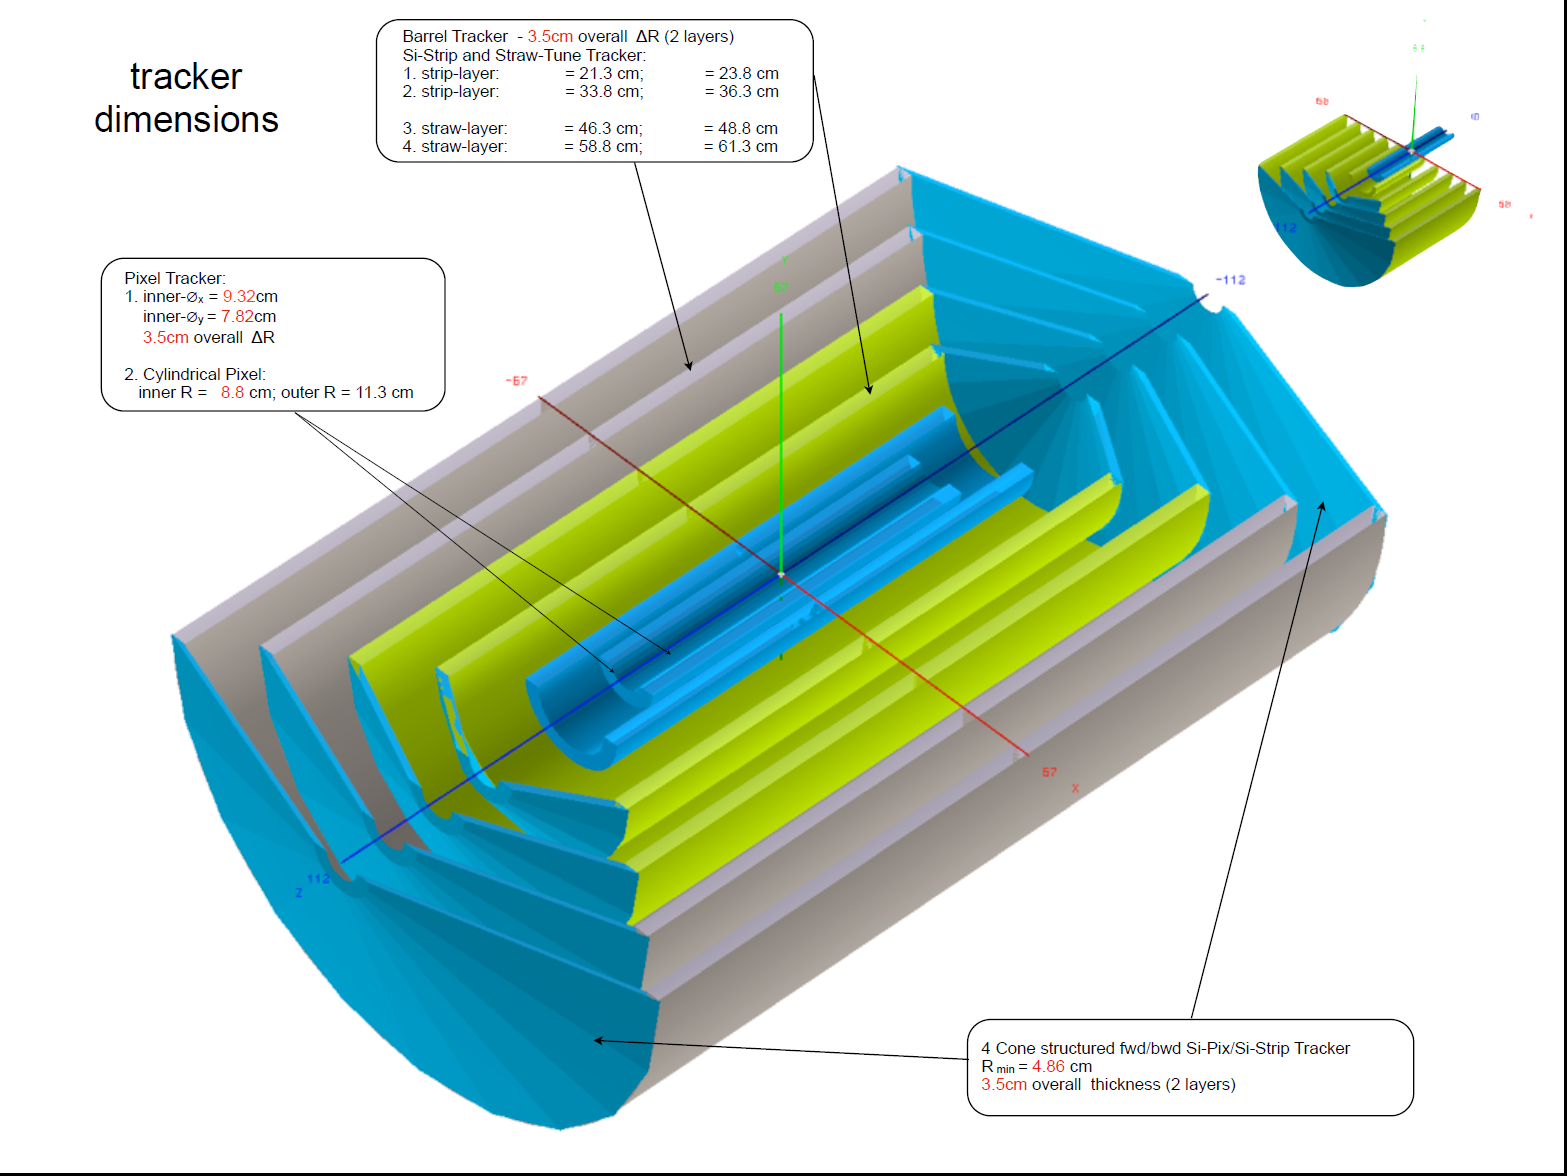 tracker
dimensions
Barrel Tracker - 3.5cm overall ΔR (2 layers)
Si-Strip and Straw-Tune Tracker:
1. strip-layer: = 21.3 cm; = 23.8 cm
2. strip-layer: = 33.8 cm; = 36.3 cm
3. straw-layer: = 46.3 cm; = 48.8 cm
4. straw-layer: = 58.8 cm; = 61.3 cm
Pixel Tracker:
1. inner-∅x = 9.32cm
inner-∅y = 7.82cm
3.5cm overall ΔR
2. Cylindrical Pixel:
inner R = 8.8 cm; outer R = 11.3 cm
Y
67
-67
-112
67
X
112
Z
112
4 Cone structured fwd/bwd Si-Pix/Si-Strip Tracker
R min = 4.86 cm
3.5cm overall thickness (2 layers)